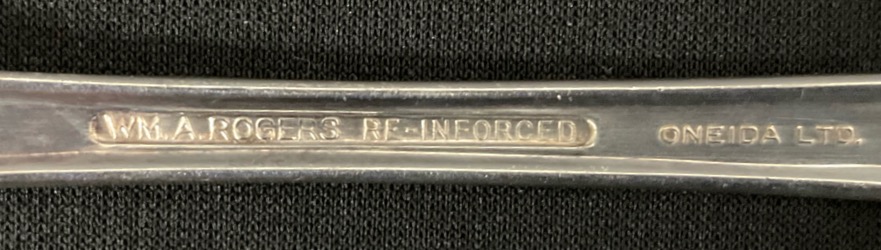 WM. A. ROGERS RE-INFORCED ONEIDA LTD.